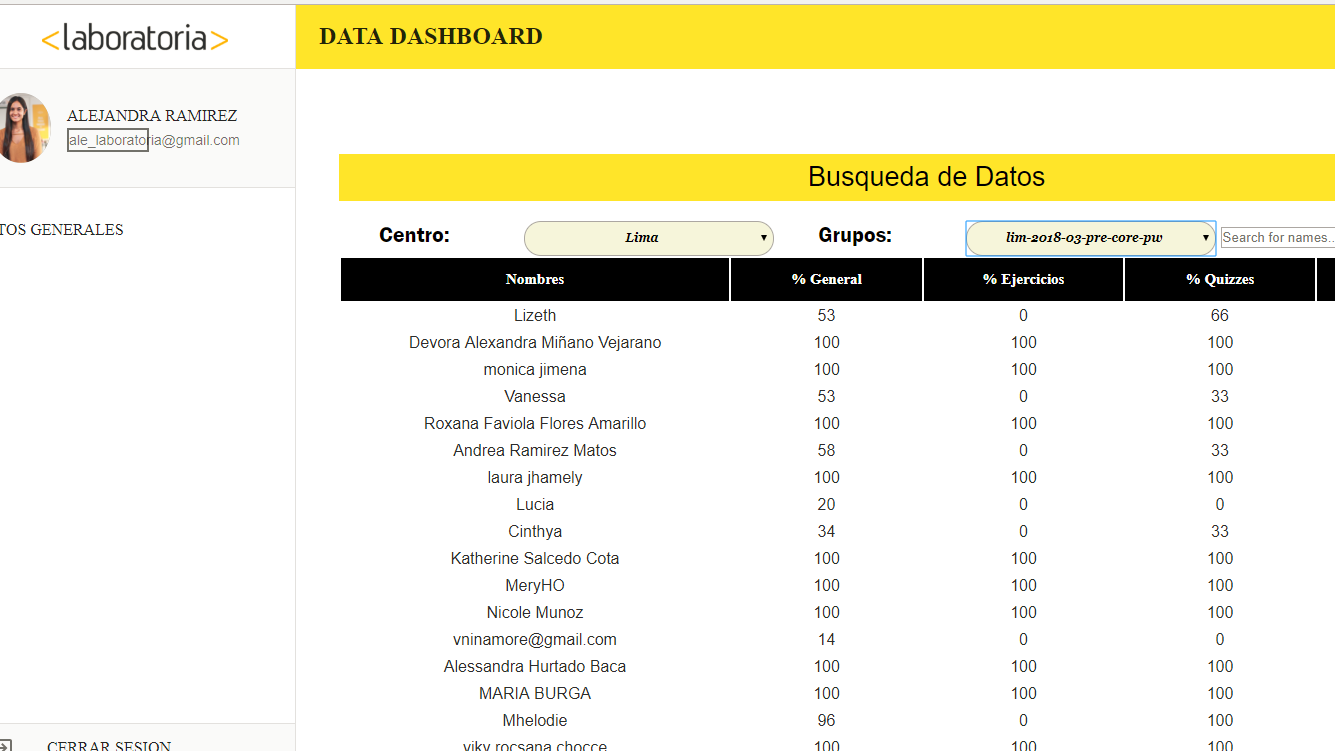 <laboratoria>
DATA DASHBOARD
ALEJANDRA RAMIREZ
ale_laboratoria@gmail.com
TOS GENERALES
CERRAR SESION
Busqueda de Datos
Centro: Lima Grupos: lim-2018-03-pre-core-pw Search for names..
Nombres % General % Ejercicios % Quizzes
Lizeth 53 0 66
Devora Alexandra Miñano Vejarano 100 100 100
monica jimena 100 100 100
Vanessa 53 0 33
Roxana Faviola Flores Amarillo 100 100 100
Andrea Ramirez Matos 58 0 33
laura jhamely 100 100 100
Lucia 20 0 0
Cinthya 34 0 33
Katherine Salcedo Cota 100 100 100
MeryHO 100 100 100
Nicole Munoz 100 100 100
vninamore@gmail.com 14 0 0
Alessandra Hurtado Baca 100 100 100
MARIA BURGA 100 100 100
Mhelodie 96 0 100
viky rocsana chocce 100 100 100